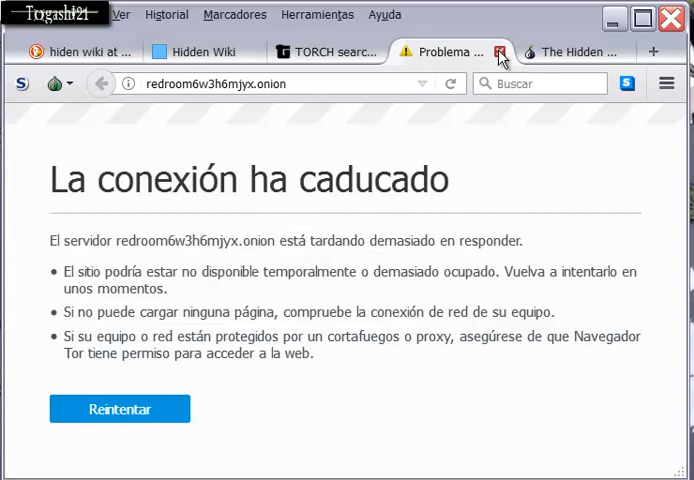 Togashi21
Ver Historial Marcadores Herramientas Ayuda
hiden wiki at ... Hidden Wiki TORCH searc... Problema ... The Hidden ...
redroom6w3h6mjyx.onion Buscar
La conexión ha caducado
El servidor redroom6w3h6mjyx.onion está tardando demasiado en responder.
• El sitio podría estar no disponible temporalmente o demasiado ocupado. Vuelva a intentarlo en
unos momentos.
• Si no puede cargar ninguna página, compruebe la conexión de red de su equipo.
• Si su equipo o red están protegidos por un cortafuegos o proxy, asegúrese de que Navegador
Tor tiene permiso para acceder a la web.
Reintentar